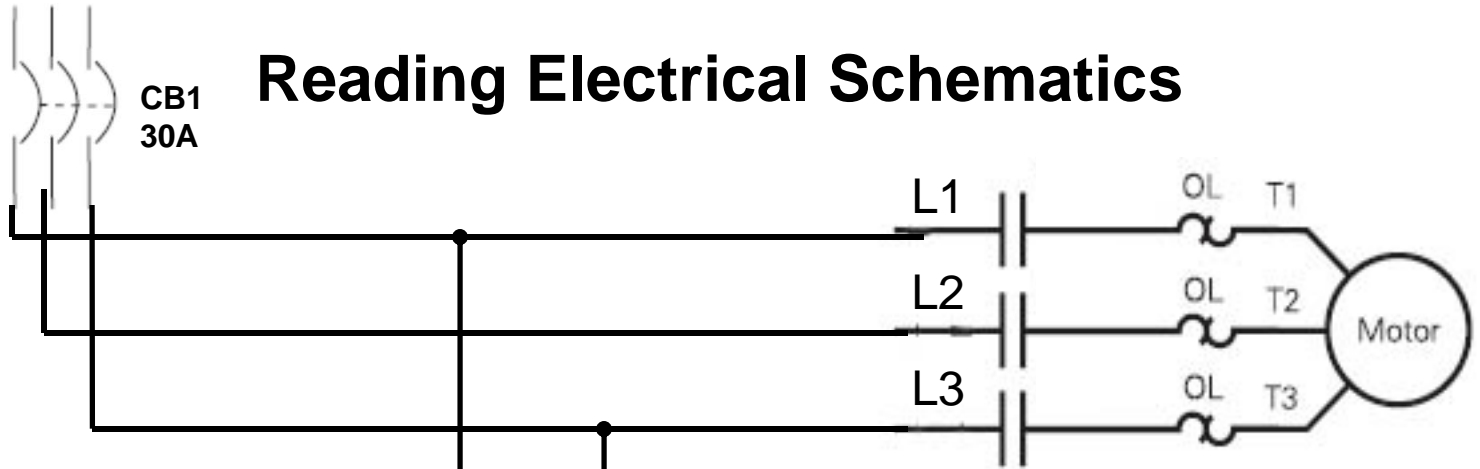 Reading Electrical Schematics
CB1
30A
L1
OL
T1
L2
OL
T2
Motor
L3
OL
T3